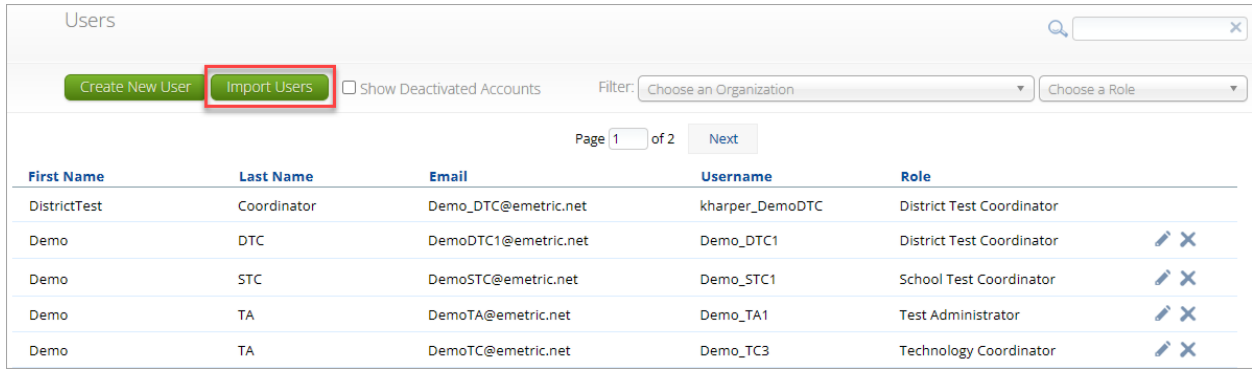 Users
Create New User Import Users Show Deactivated Accounts Filter: Choose an Organization Choose a Role
Page 1 of 2 Next
First Name Last Name Email Username Role
DistrictTest Coordinator Demo_DTC@emetric.net kharper_DemoDTC District Test Coordinator
Demo DTC DemoDTC1@emetric.net Demo_DTC1 District Test Coordinator
Demo STC DemoSTC@emetric.net Demo_STC1 School Test Coordinator
Demo TA DemoTA@emetric.net Demo_TA1 Test Administrator
Demo TA DemoTC@emetric.net Demo_TC3 Technology Coordinator